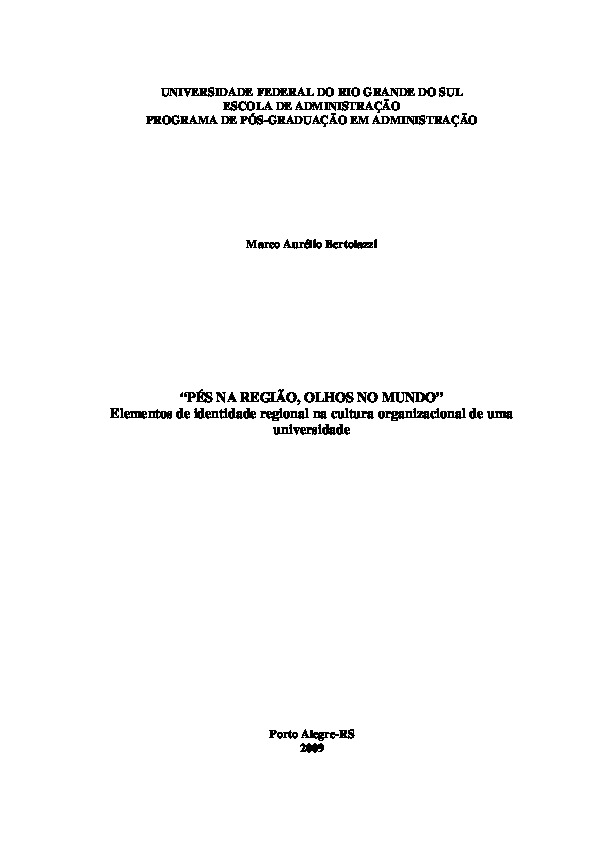 UNIVERSIDADE FEDERAL DO RIO GRANDE DO SUL
ESCOLA DE ADMINISTRAÇÃO
PROGRAMA DE PÓS-GRADUAÇÃO EM ADMINISTRAÇÃO
Marco Aurélio Bertolazzi
“PÉS NA REGIÃO, OLHOS NO MUNDO”
Elementos de identidade regional na cultura organizacional de uma
universidade
Porto Alegre-RS
2009